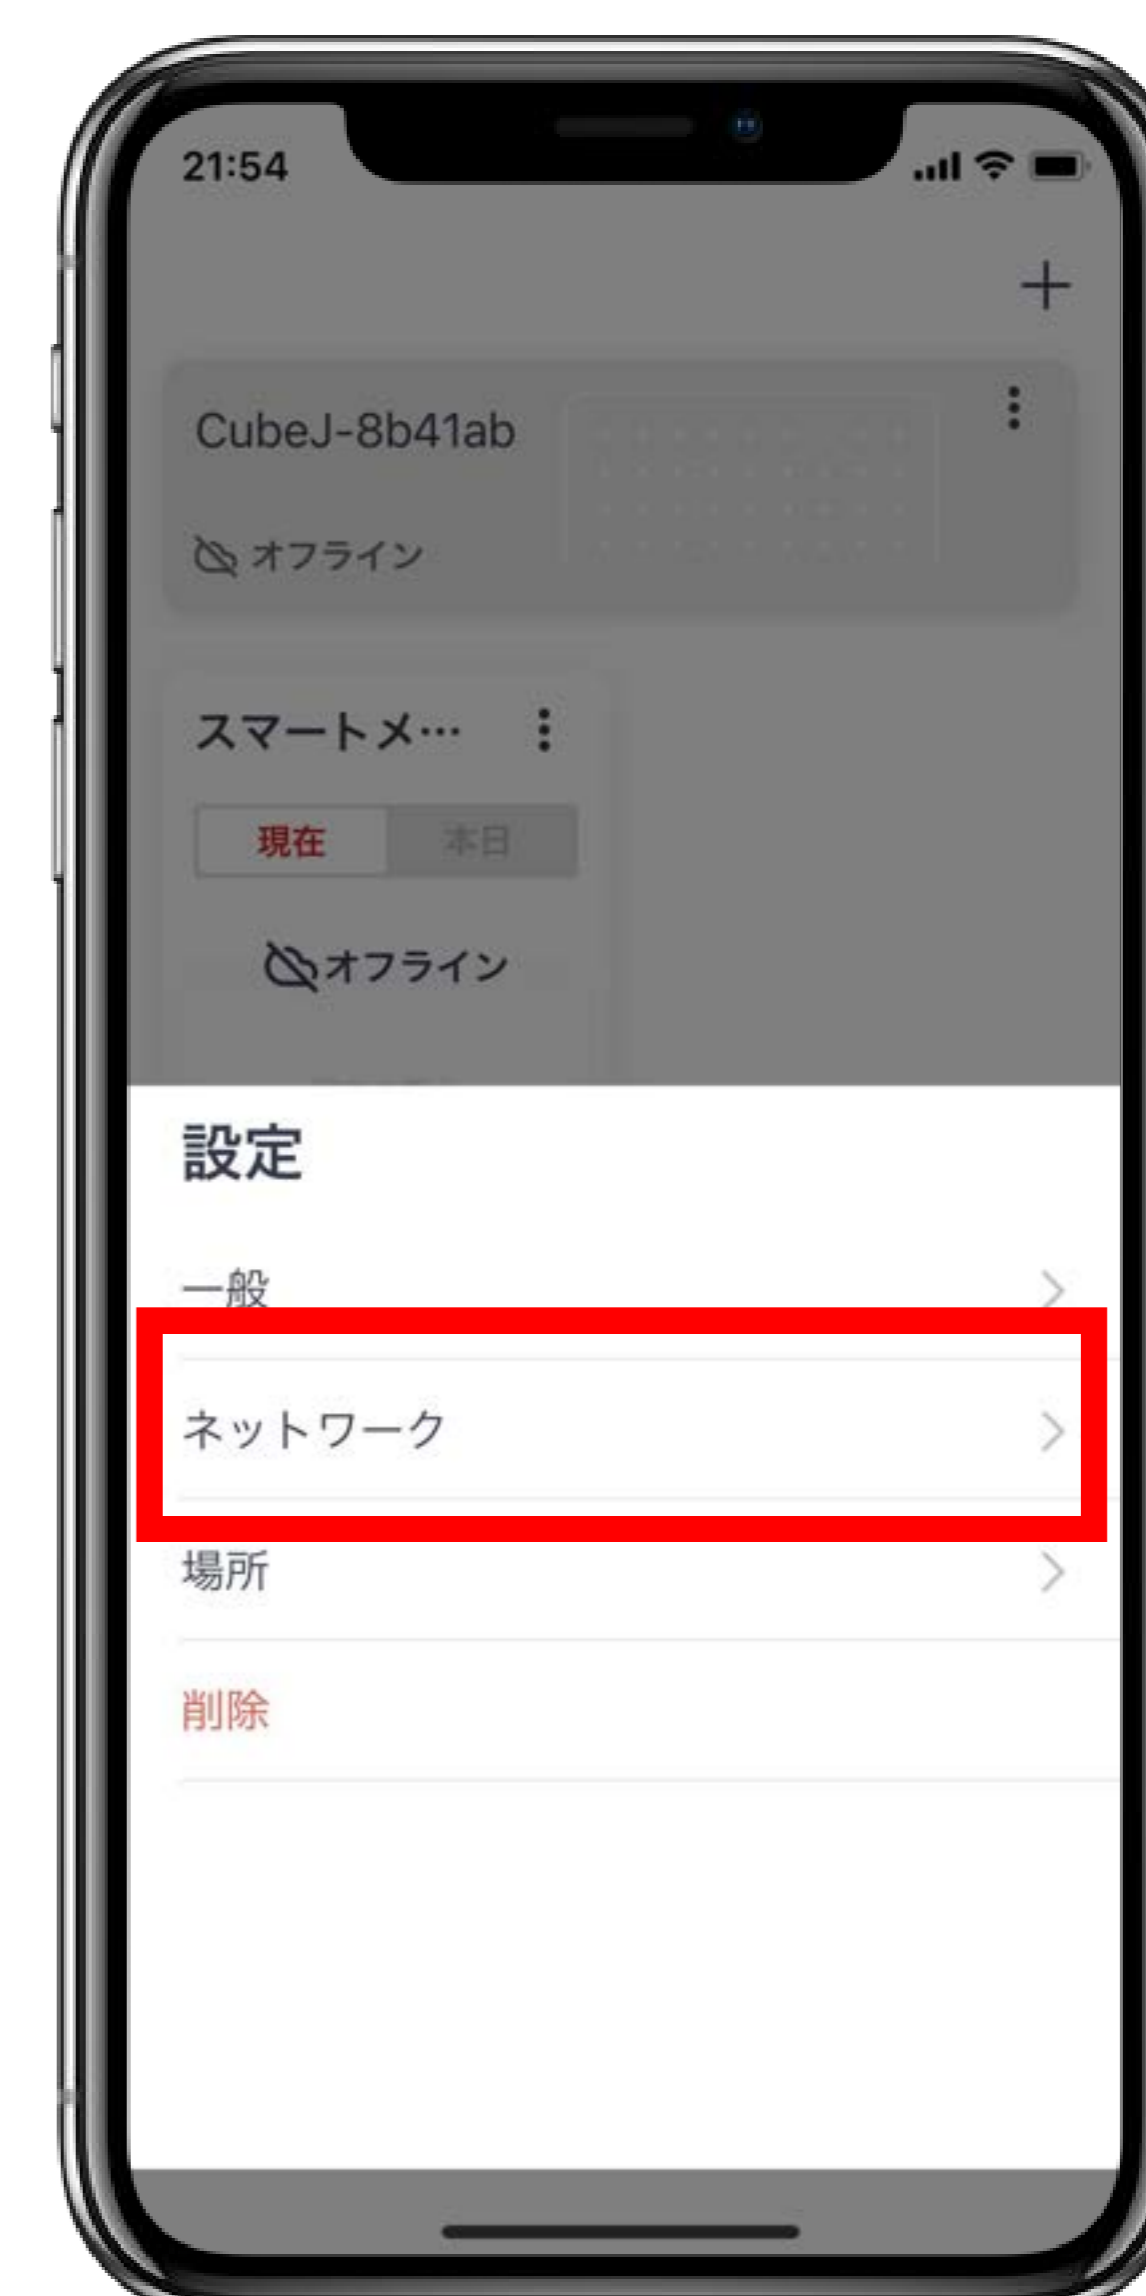 21:54
CubeJ-8b41ab
オフライン
スマートメ…
現在 本日
オフライン
設定
一般
ネットワーク
場所
削除